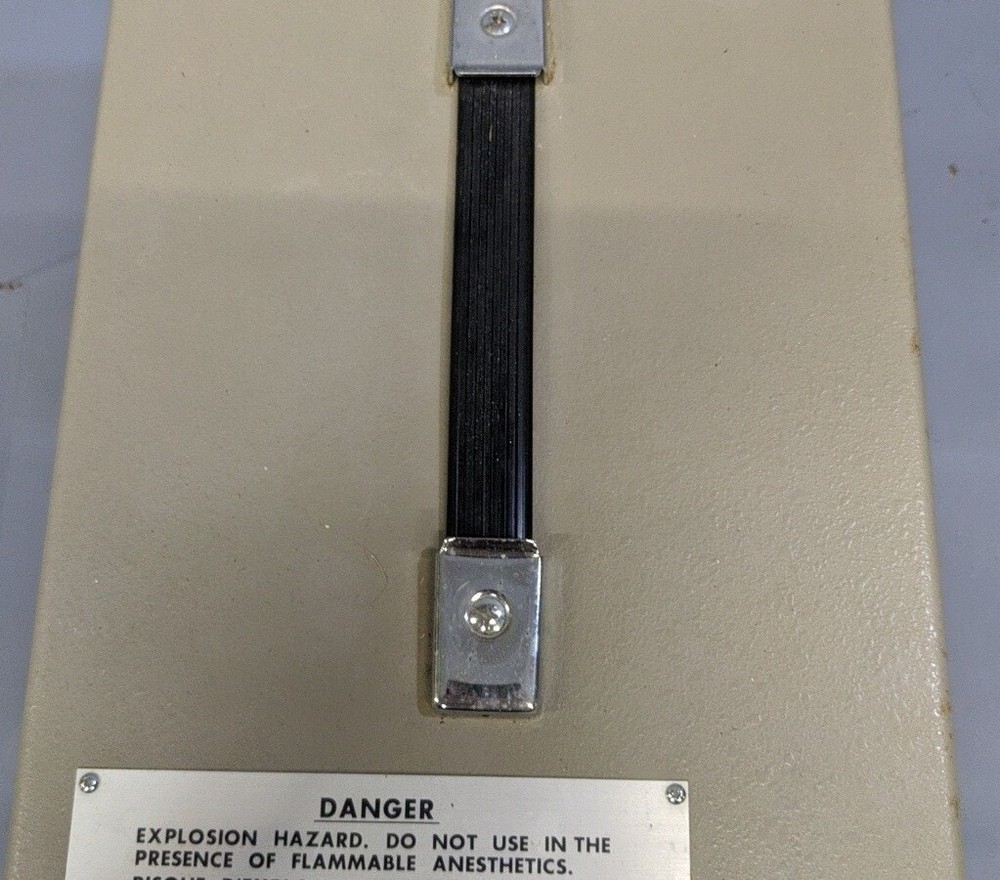 DANGER
EXPLOSION HAZARD. DO NOT USE IN THE
PRESENCE OF FLAMMABLE ANESTHETICS.